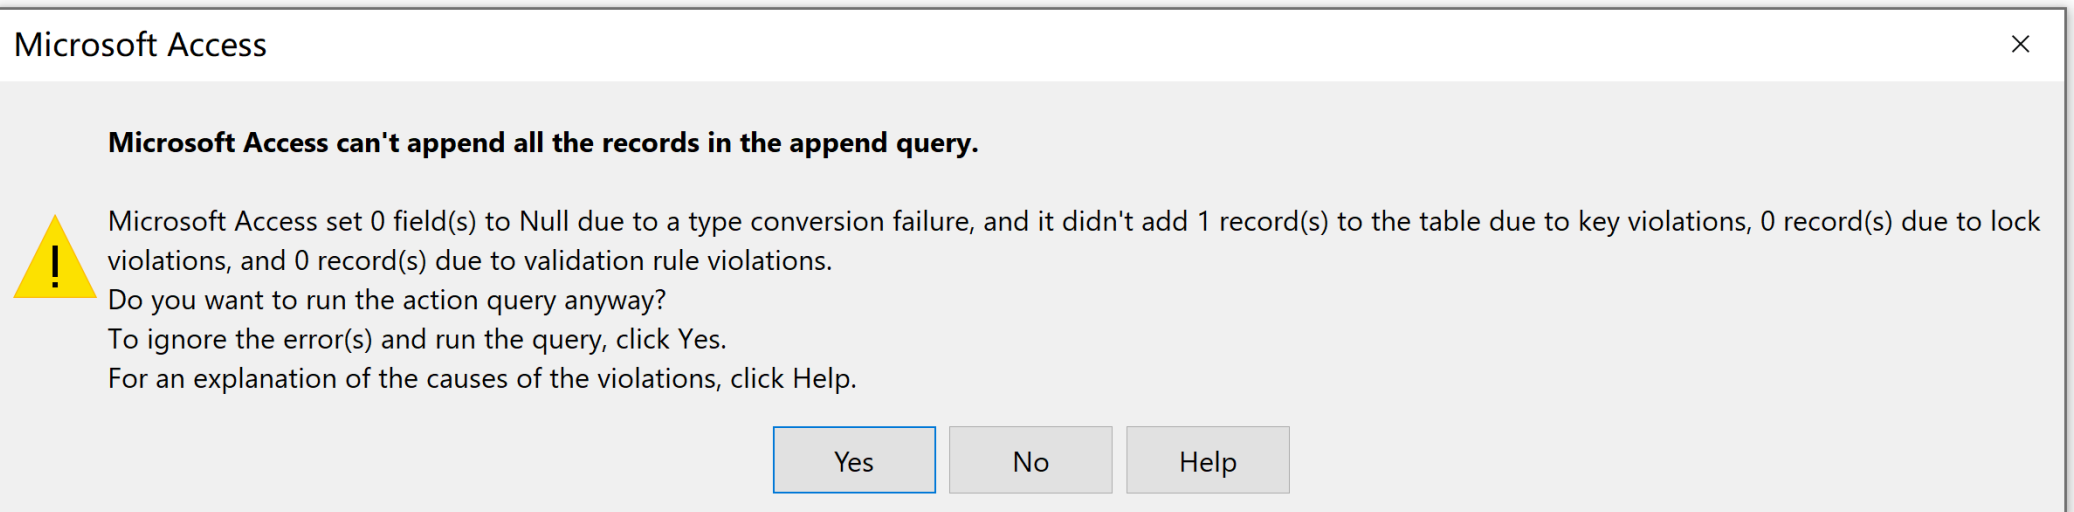 Microsoft Access
Microsoft Access can't append all the records in the append query.
Microsoft Access set 0 field(s) to Null due to a type conversion failure, and it didn't add 1 record(s) to the table due to key violations, 0 record(s) due to lock
violations, and 0 record(s) due to validation rule violations.
Do you want to run the action query anyway?
To ignore the error(s) and run the query, click Yes.
For an explanation of the causes of the violations, click Help.
Yes No Help